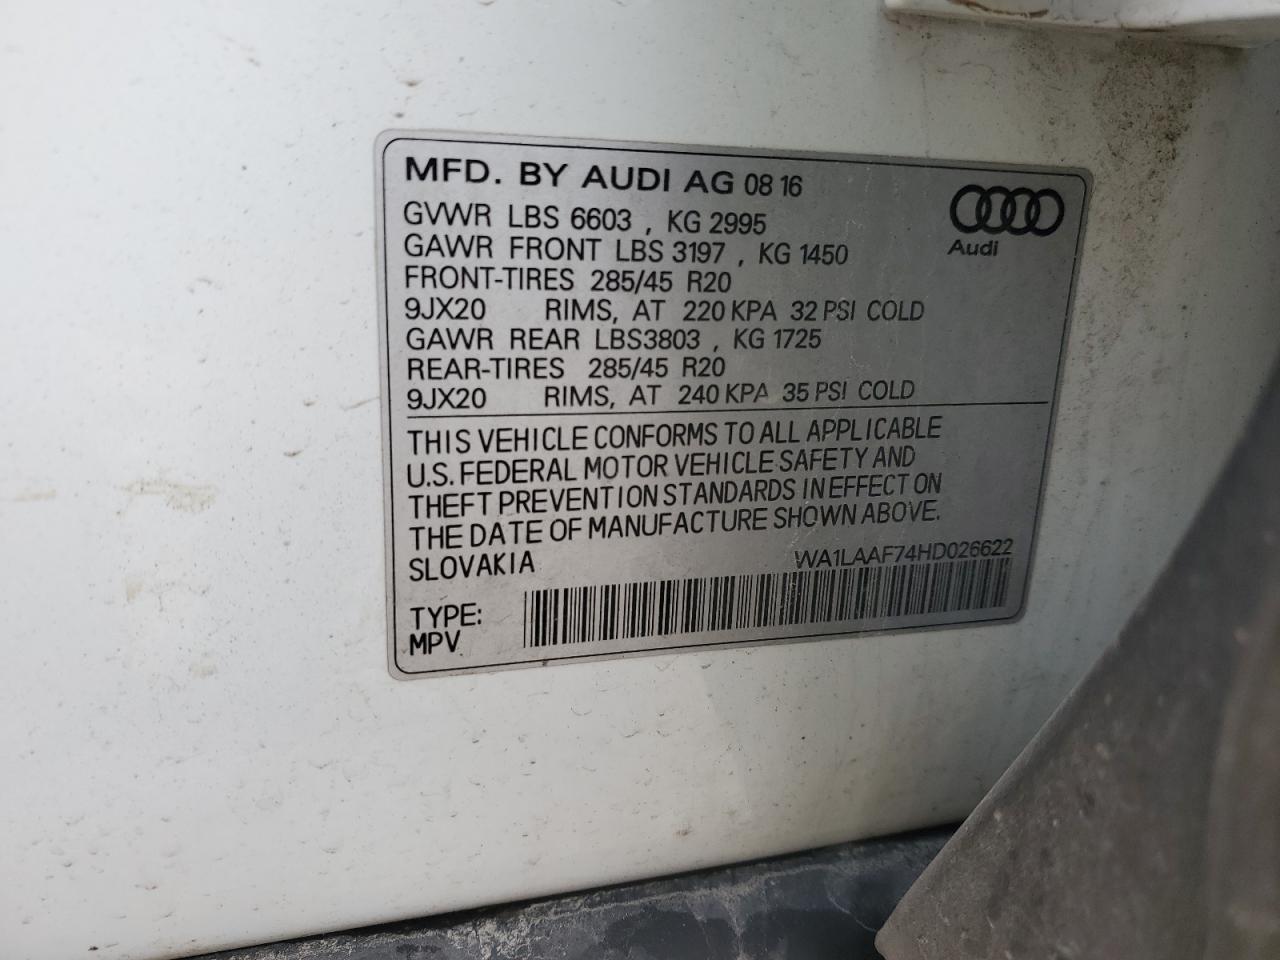 MFD. BY AUDI AG 08 16
GVWR LBS 6603 , KG 2995
GAWR FRONT LBS 3197 , KG 1450
FRONT-TIRES 285/45 R20
9JX20 RIMS, AT 220 KPA 32 PSI COLD
GAWR REAR LBS3803 , KG 1725
REAR-TIRES 285/45 R20
9JX20 RIMS, AT 240 KPA 35 PSI COLD
Audi
THIS VEHICLE CONFORMS TO ALL APPLICABLE
U.S. FEDERAL MOTOR VEHICLE SAFETY AND
THEFT PREVENTION STANDARDS IN EFFECT ON
THE DATE OF MANUFACTURE SHOWN ABOVE.
SLOVAKIA WA1LAAF74HD026622
TYPE:
MPV